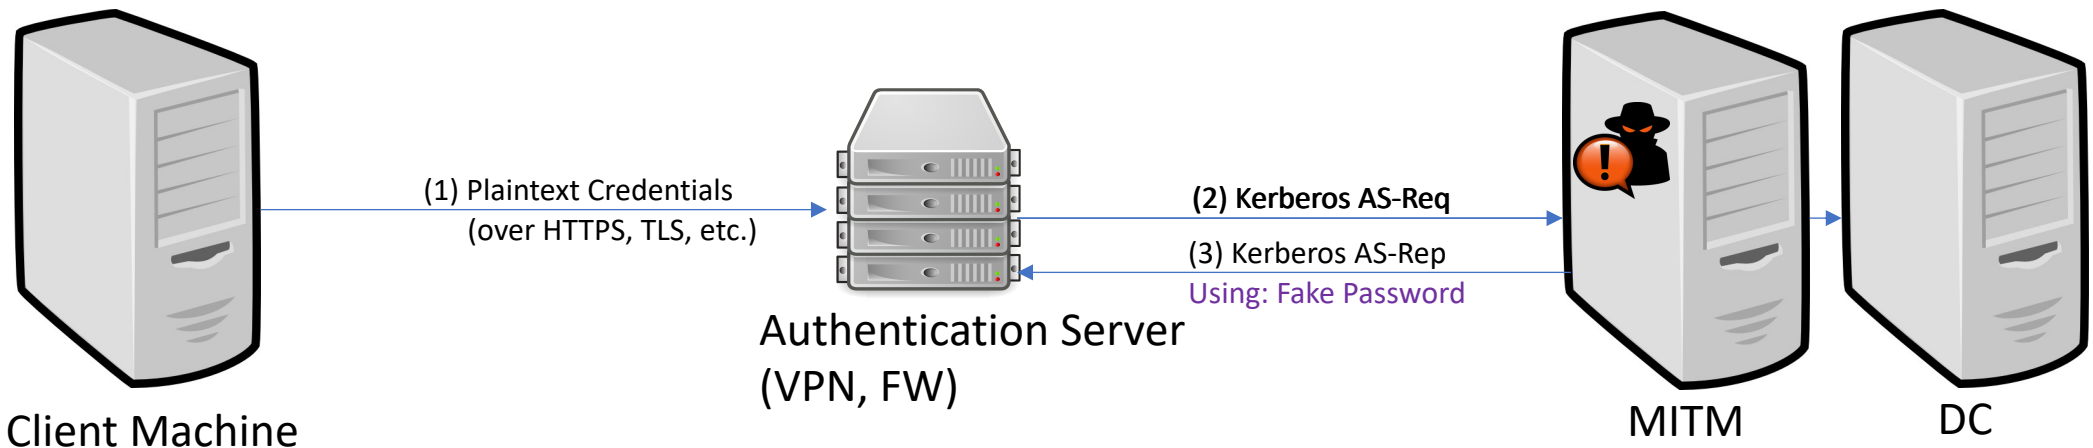 (1) Plaintext Credentials
(over HTTPS, TLS, etc.)
(2) Kerberos AS-Req
(3) Kerberos AS-Rep
Using: Fake Password
!
Authentication Server
(VPN, FW)
Client Machine
MITM
DC